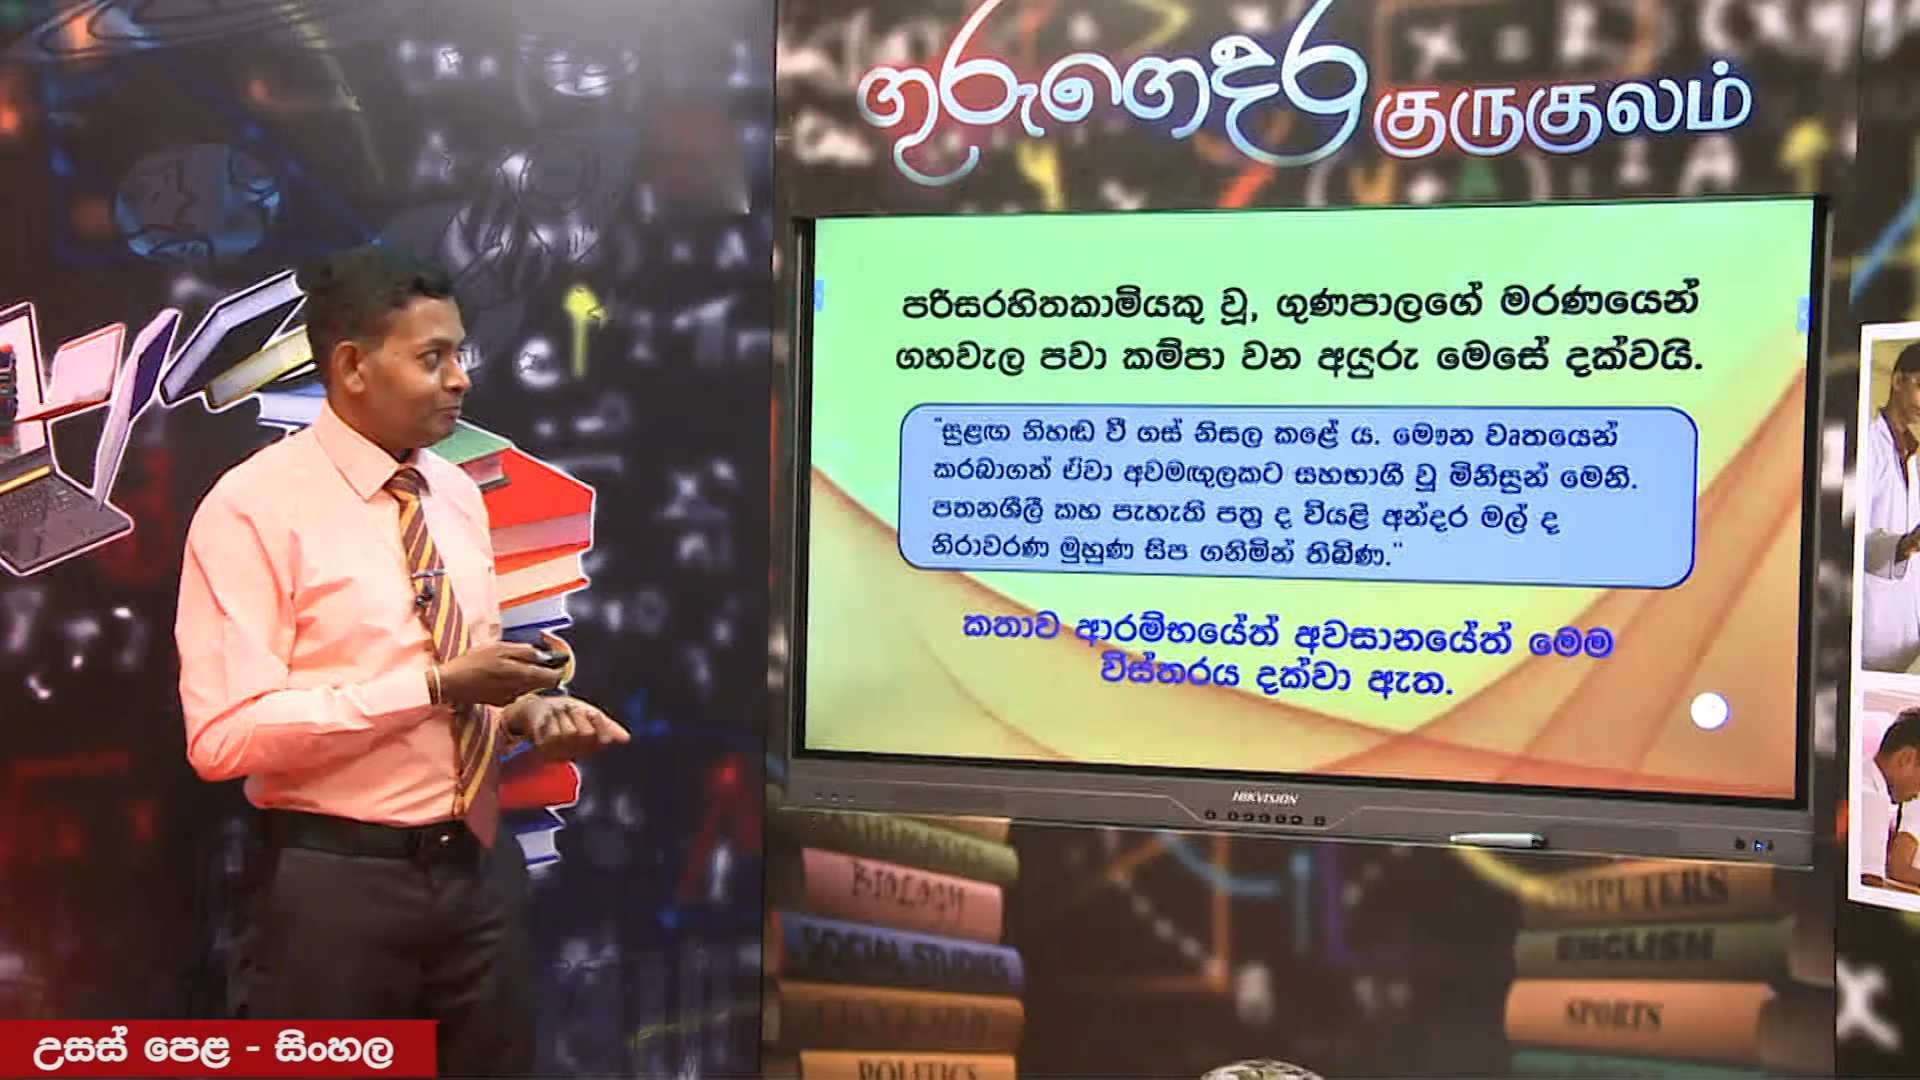 ගුරුගෙදර குருகுலம்
පරිසරහිතකාමියකු වූ, ගුණපාලගේ මරණයෙන්
ගහවැල පවා කම්පා වන අයුරු මෙසේ දක්වයි.
"සුළඟ නිහඬ වී ගස් නිසල කළේ ය. මෞන ව්‍රතයෙන්
කරබාගත් ඒවා අවමඟුලකට සහභාගී වූ මිනිසුන් මෙනි.
පතනශීලී කහ පැහැති පත්‍ර ද වියළි අන්දර මල් ද
නිරාවරණ මුහුණ සිප ගනිමින් තිබිණ."
කතාව ආරම්භයේත් අවසානයේත් මෙම
විස්තරය දක්වා ඇත.
HIKVISION
BIOLOGY
SOCIAL STUDIES
POLITICS
COMPUTERS
ENGLISH
SPORTS
උසස් පෙළ - සිංහල